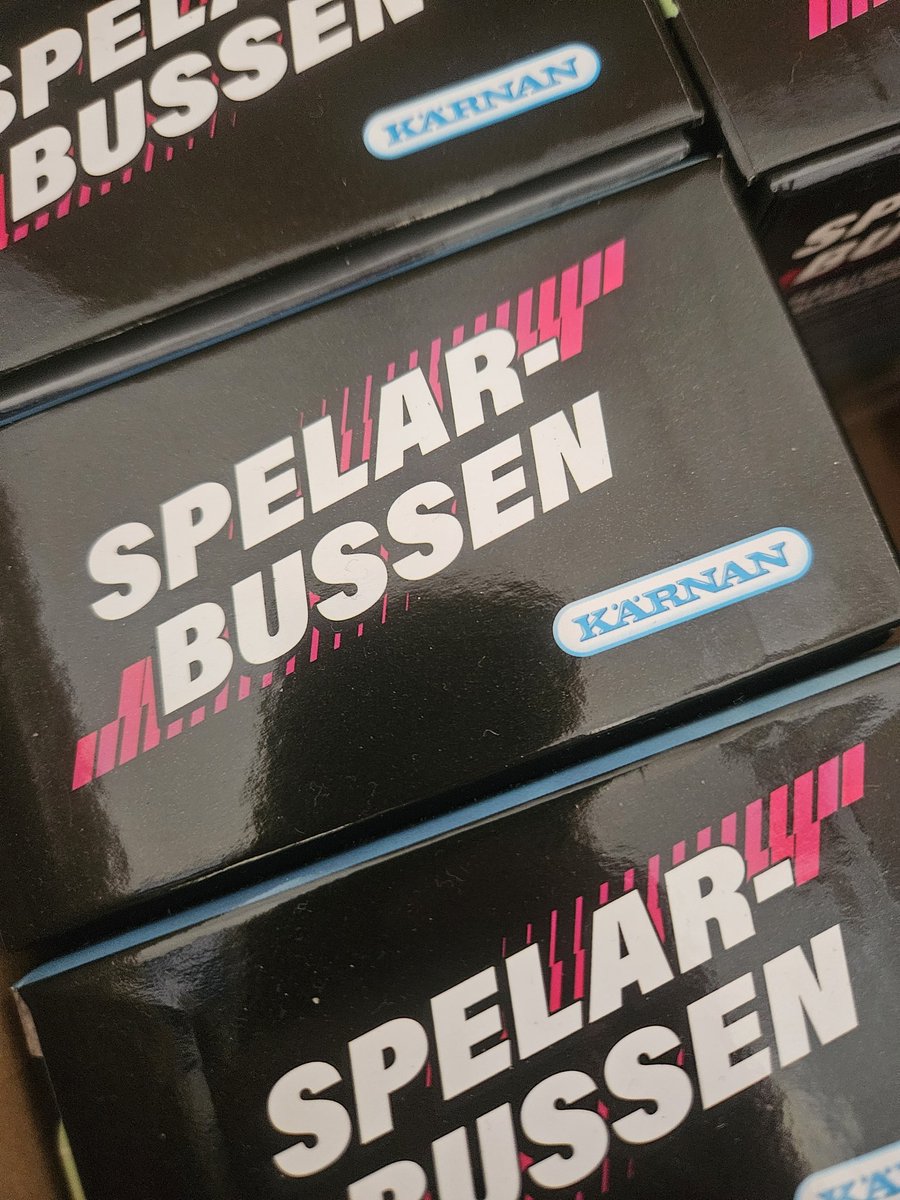 SPELAR-
BUSSEN
KÄRNAN
SPELAR-
BUSSEN
KÄRNAN
SPELAR-
BUSSEN